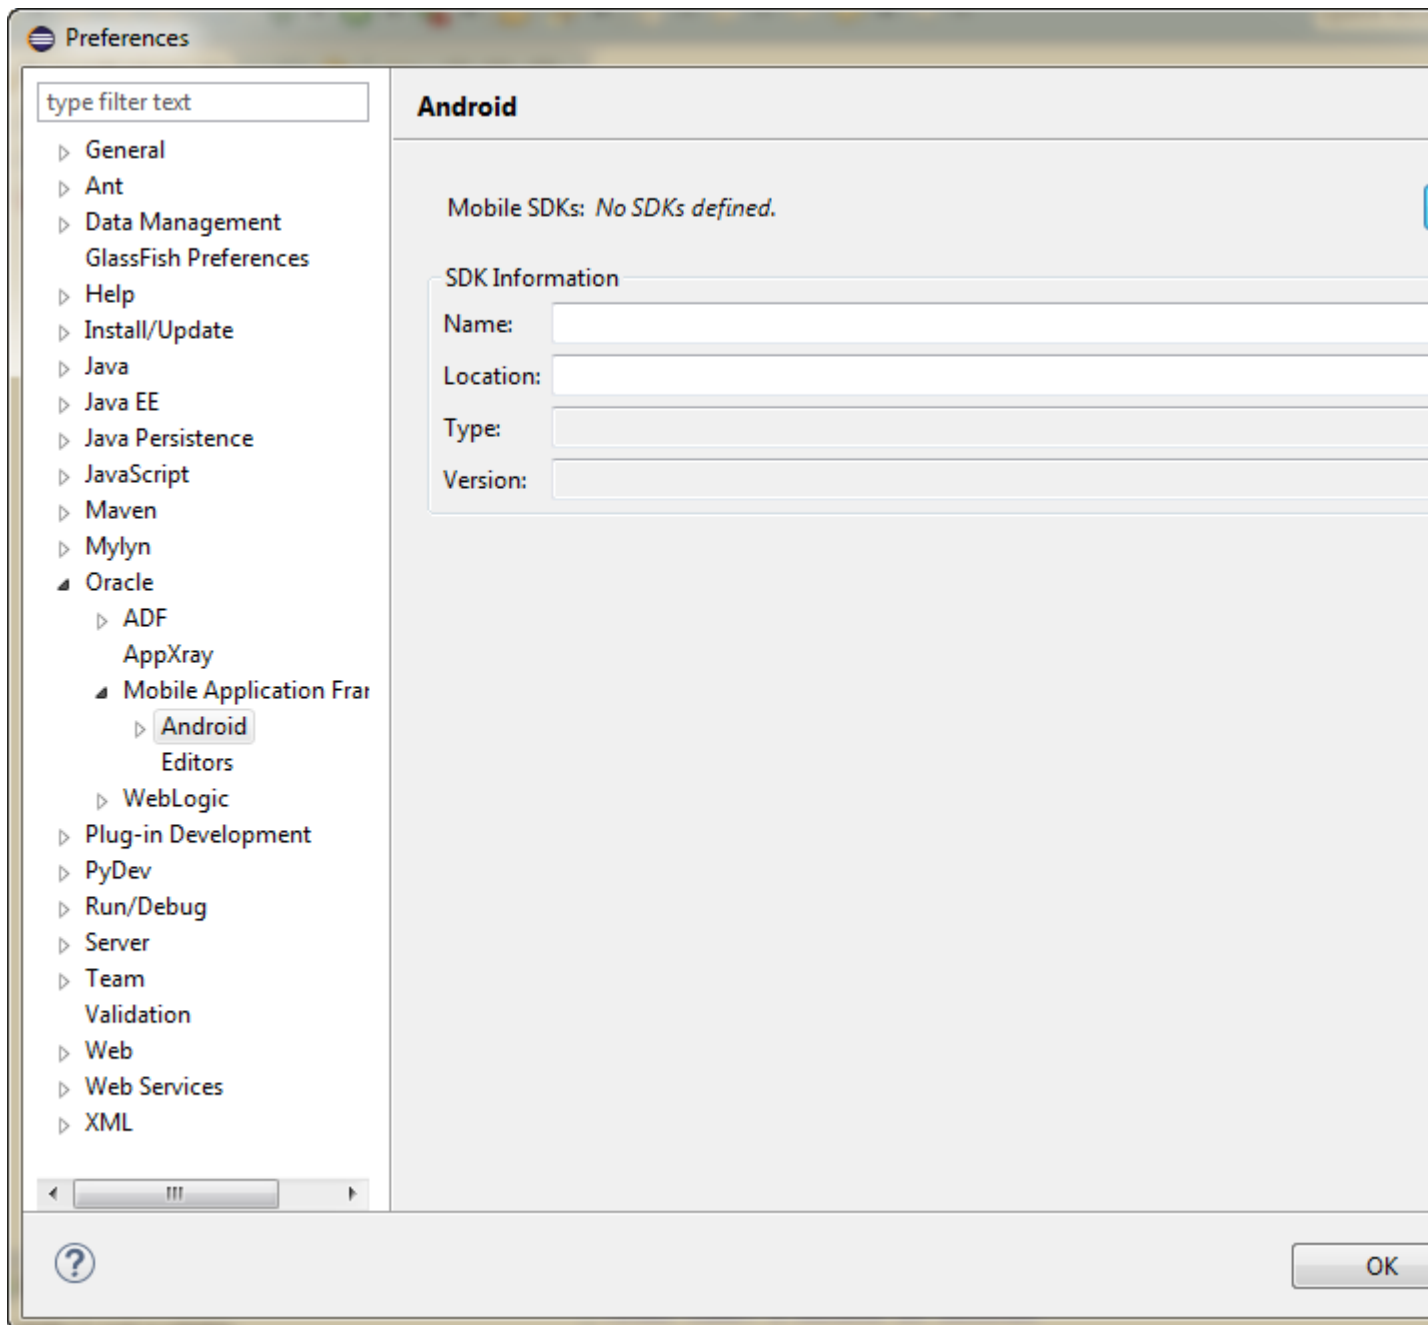 Preferences
type filter text
General
Ant
Data Management
GlassFish Preferences
Help
Install/Update
Java
Java EE
Java Persistence
JavaScript
Maven
Mylyn
Oracle
ADF
AppXray
Mobile Application Fra
Android
Editors
WebLogic
Plug-in Development
PyDev
Run/Debug
Server
Team
Validation
Web
Web Services
XML
Android
Mobile SDKs: No SDKs defined.
SDK Information
Name:
Location:
Type:
Version:
?
OK